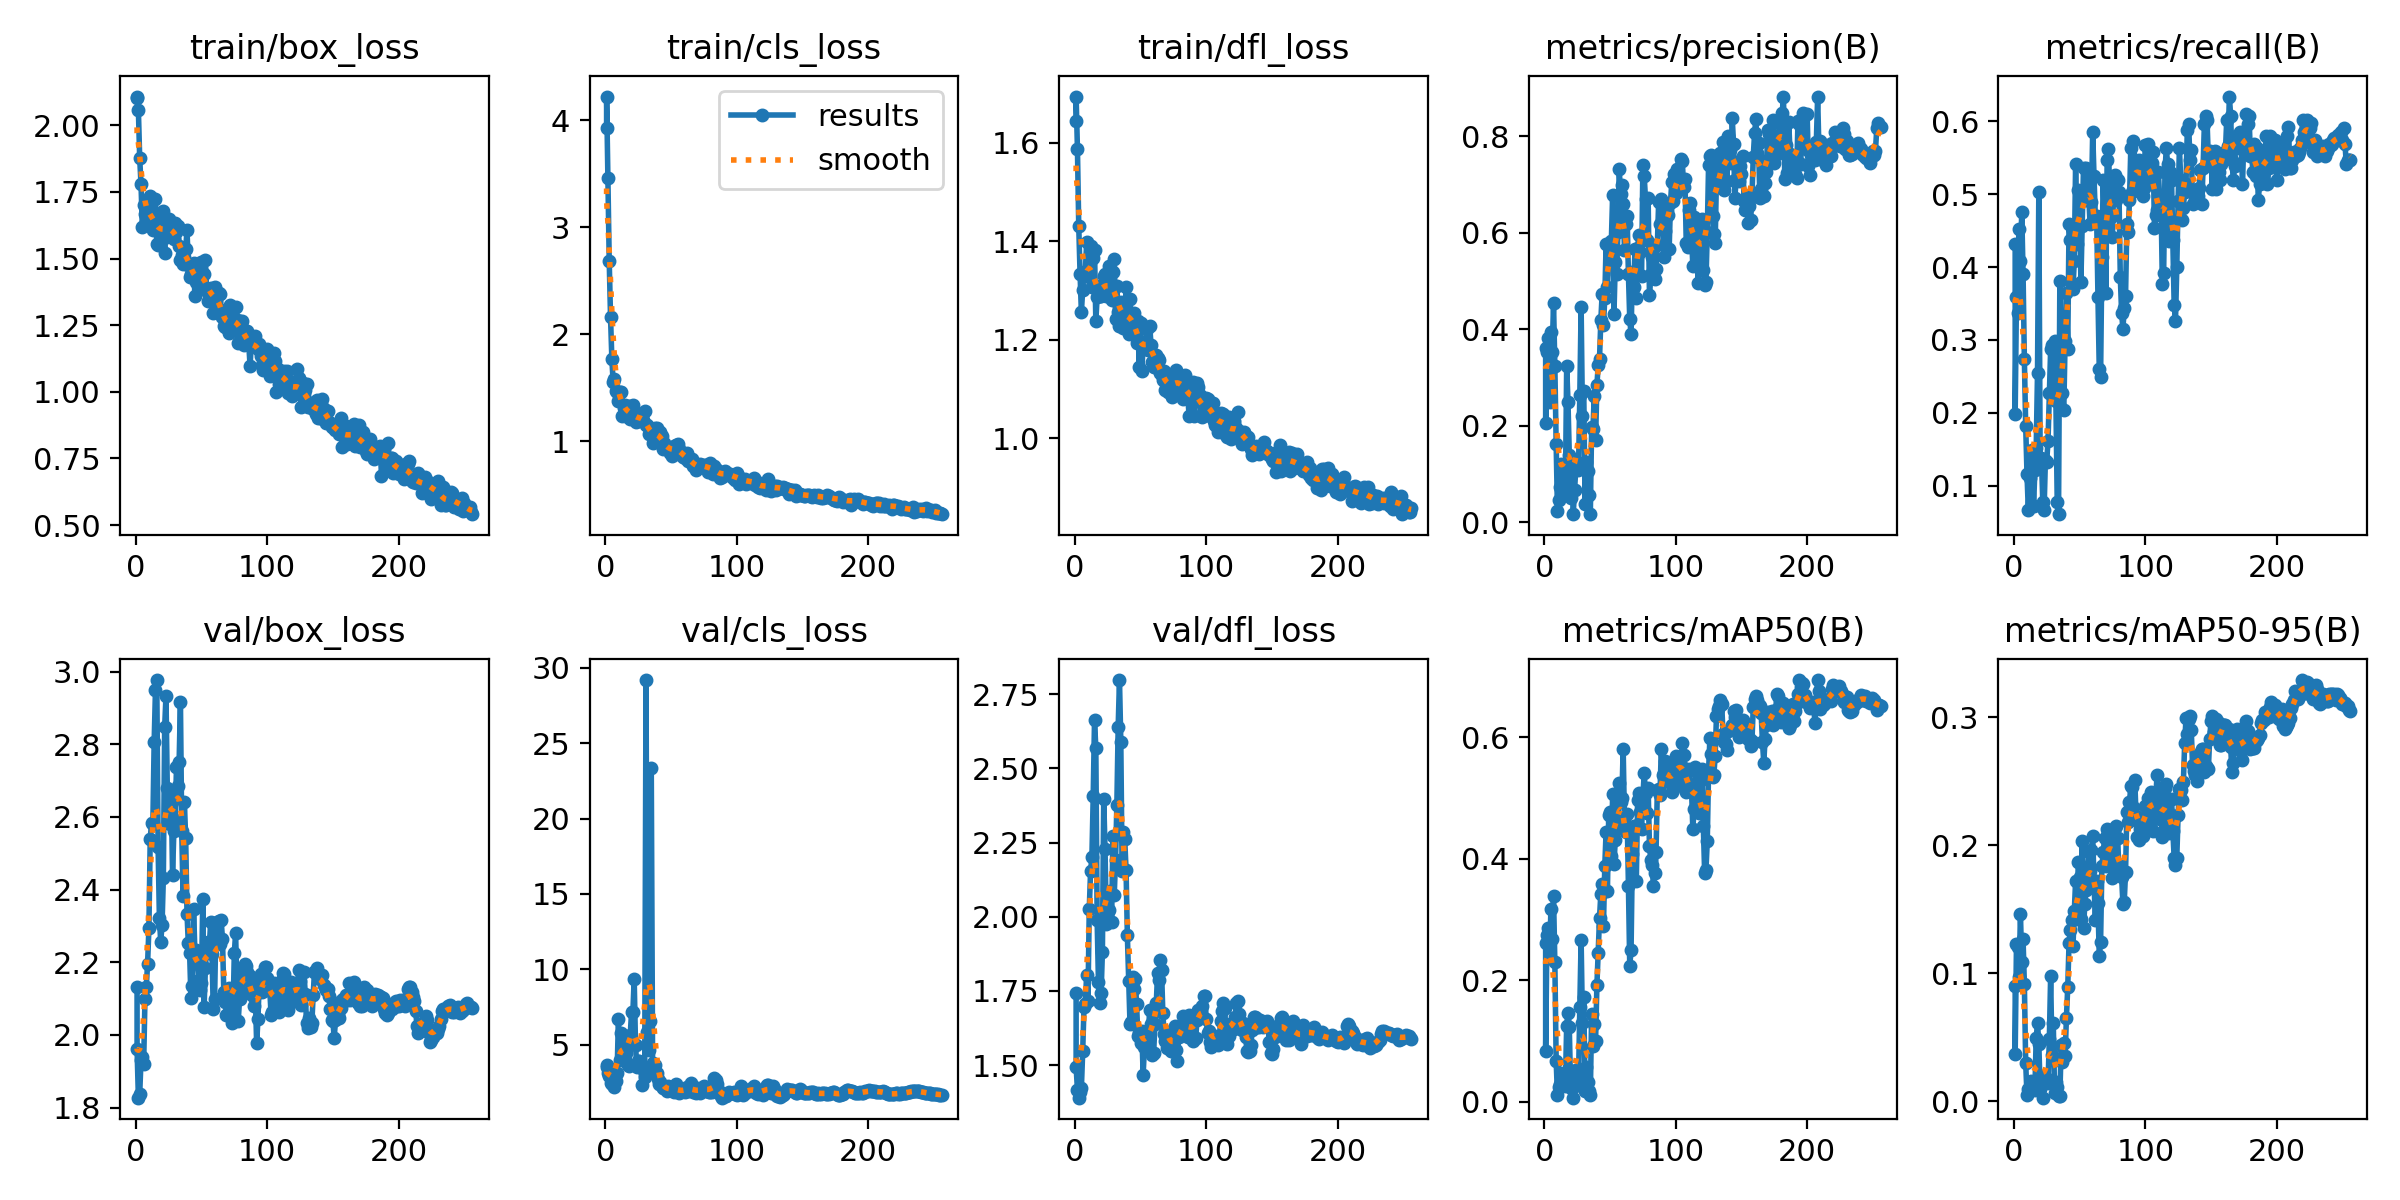 train/box_loss
2.00
1.75
1.50
1.25
1.00
0.75
0.50
0 100 200
train/cls_loss
results
smooth
4
3
2
1
0 100 200
train/dfl_loss
1.6
1.4
1.2
1.0
0 100 200
metrics/precision(B)
0.8
0.6
0.4
0.2
0.0
0 100 200
metrics/recall(B)
0.6
0.5
0.4
0.3
0.2
0.1
0 100 200
val/box_loss
3.0
2.8
2.6
2.4
2.2
2.0
1.8
0 100 200
val/cls_loss
30
25
20
15
10
5
0 100 200
val/dfl_loss
2.75
2.50
2.25
2.00
1.75
1.50
0 100 200
metrics/mAP50(B)
0.6
0.4
0.2
0.0
0 100 200
metrics/mAP50-95(B)
0.3
0.2
0.1
0.0
0 100 200